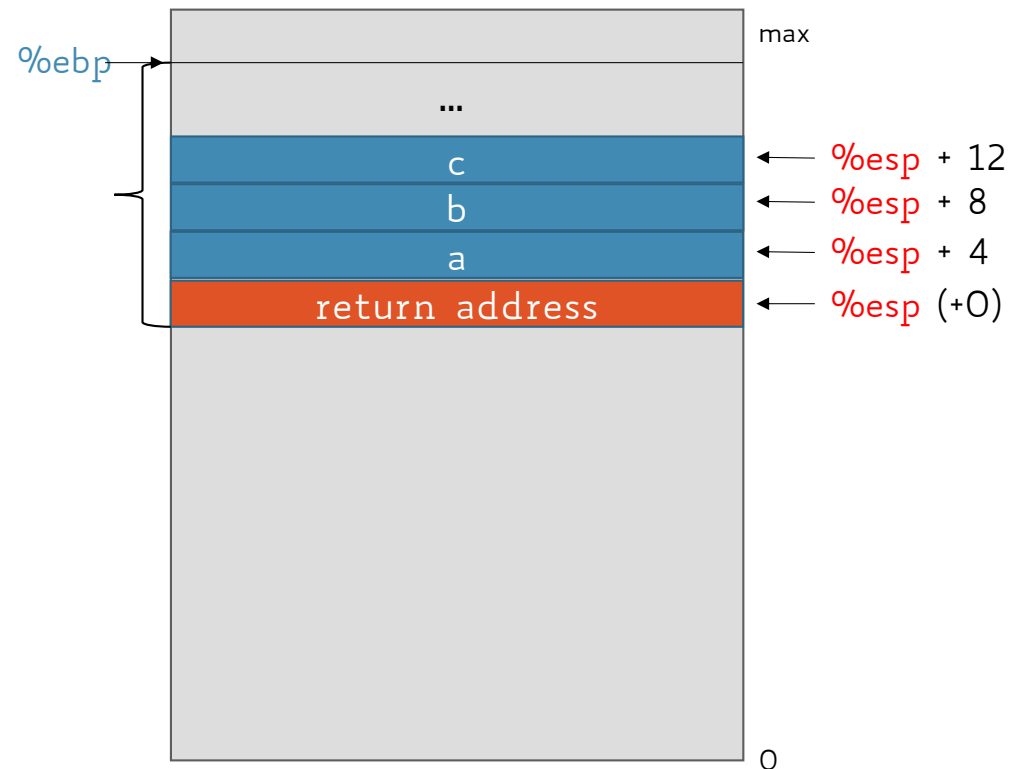 max
%ebp
...
c
%esp + 12
b
%esp + 8
a
%esp + 4
return address
%esp (+0)
0